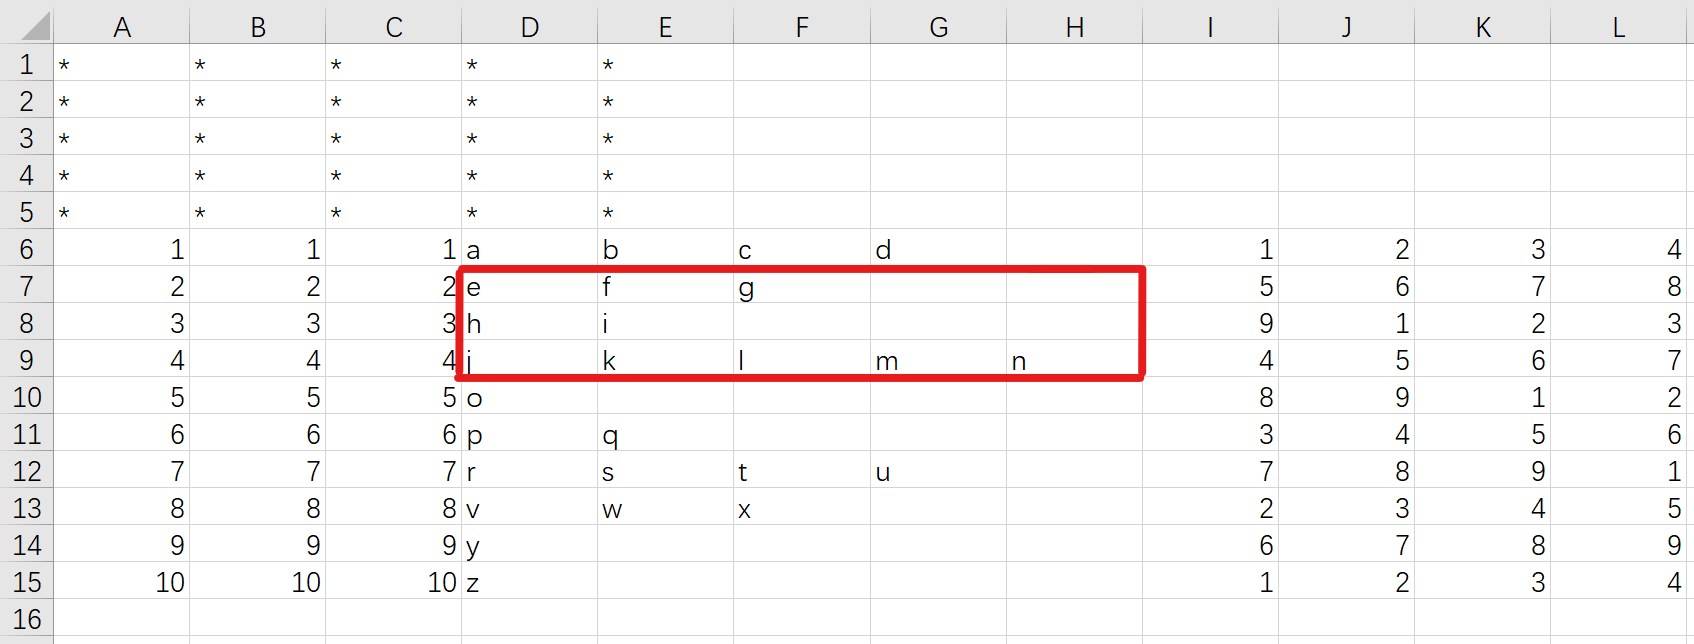 A B C D E F G H I J K L
1 * * * * *
2 * * * * *
3 * * * * *
4 * * * * *
5 * * * * *
6 1 1 1 a b c d 1 2 3 4
7 2 2 2 e f g 5 6 7 8
8 3 3 3 h i 9 1 2 3
9 4 4 4 j k l m n 4 5 6 7
10 5 5 5 o 8 9 1 2
11 6 6 6 p q 3 4 5 6
12 7 7 7 r s t u 7 8 9 1
13 8 8 8 v w x 2 3 4 5
14 9 9 9 y 6 7 8 9
15 10 10 10 z 1 2 3 4
16